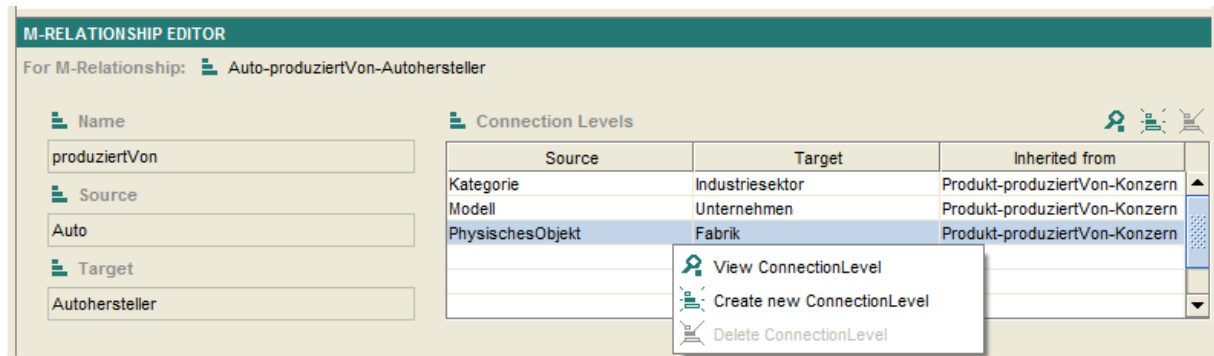 M-RELATIONSHIP EDITOR
For M-Relationship: Auto-produziertVon-Autohersteller
Name
produziertVon
Source
Auto
Target
Autohersteller
Connection Levels
Source Target Inherited from
Kategorie Industriesektor Produkt-produziertVon-Konzern
Modell Unternehmen Produkt-produziertVon-Konzern
PhysischesObjekt Fabrik Produkt-produziertVon-Konzern
View ConnectionLevel
Create new ConnectionLevel
Delete ConnectionLevel